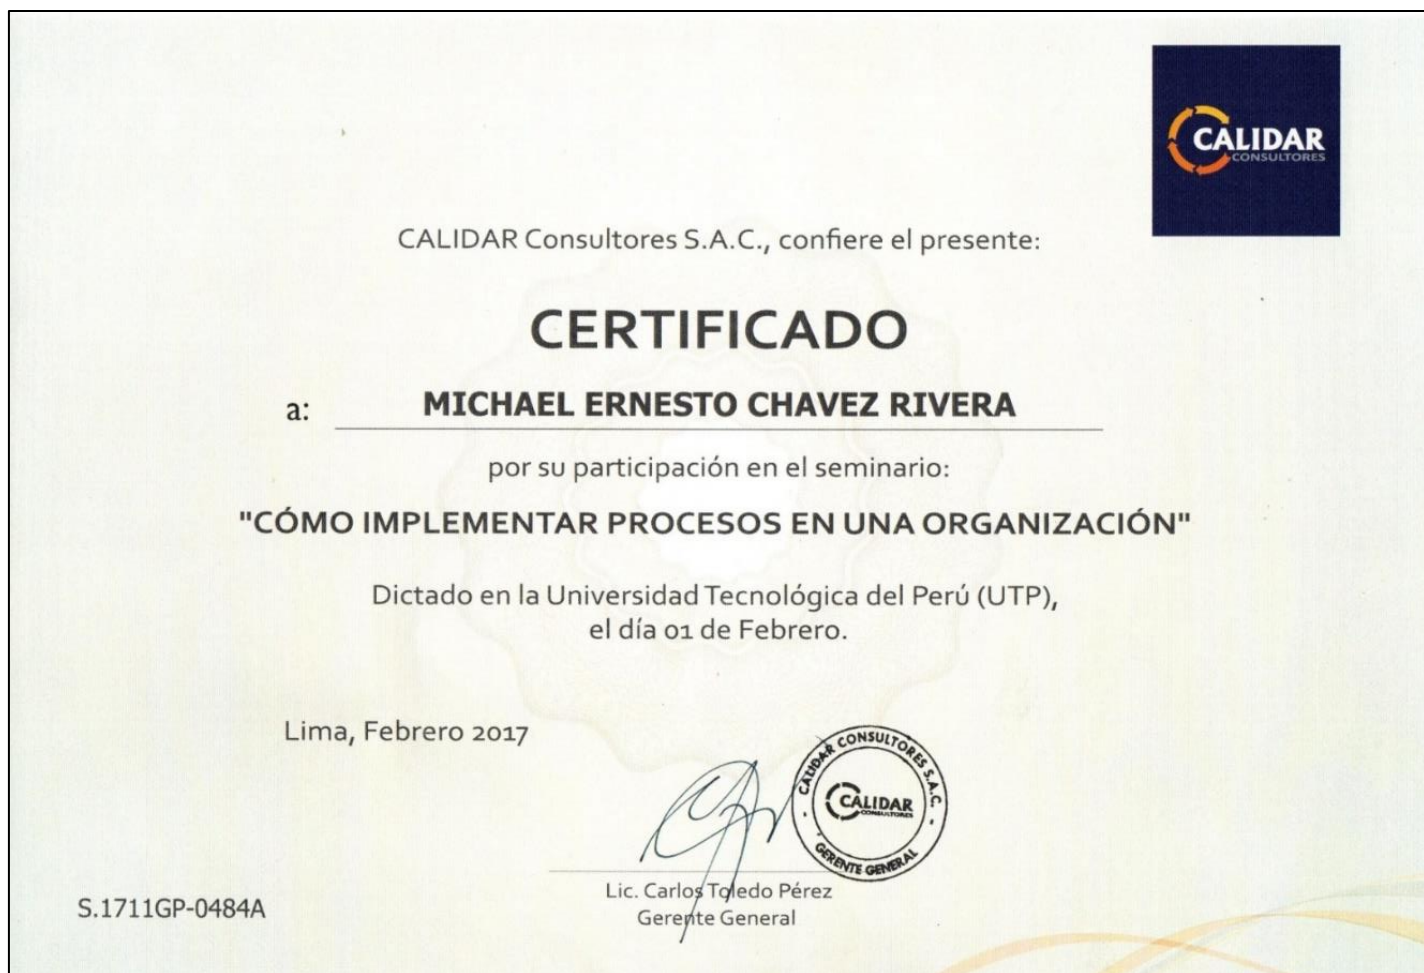 CALIDAR
CONSULTORES
CALIDAR Consultores S.A.C., confiere el presente:
CERTIFICADO
a: MICHAEL ERNESTO CHAVEZ RIVERA
por su participación en el seminario:
"CÓMO IMPLEMENTAR PROCESOS EN UNA ORGANIZACIÓN"
Dictado en la Universidad Tecnológica del Perú (UTP),
el día 01 de Febrero.
Lima, Febrero 2017
CALIDAR CONSULTORES S.A.C.
CALIDAR
CONSULTORES
- GERENTE GENERAL -
Lic. Carlos Toledo Pérez
Gerente General
S.1711GP-0484A